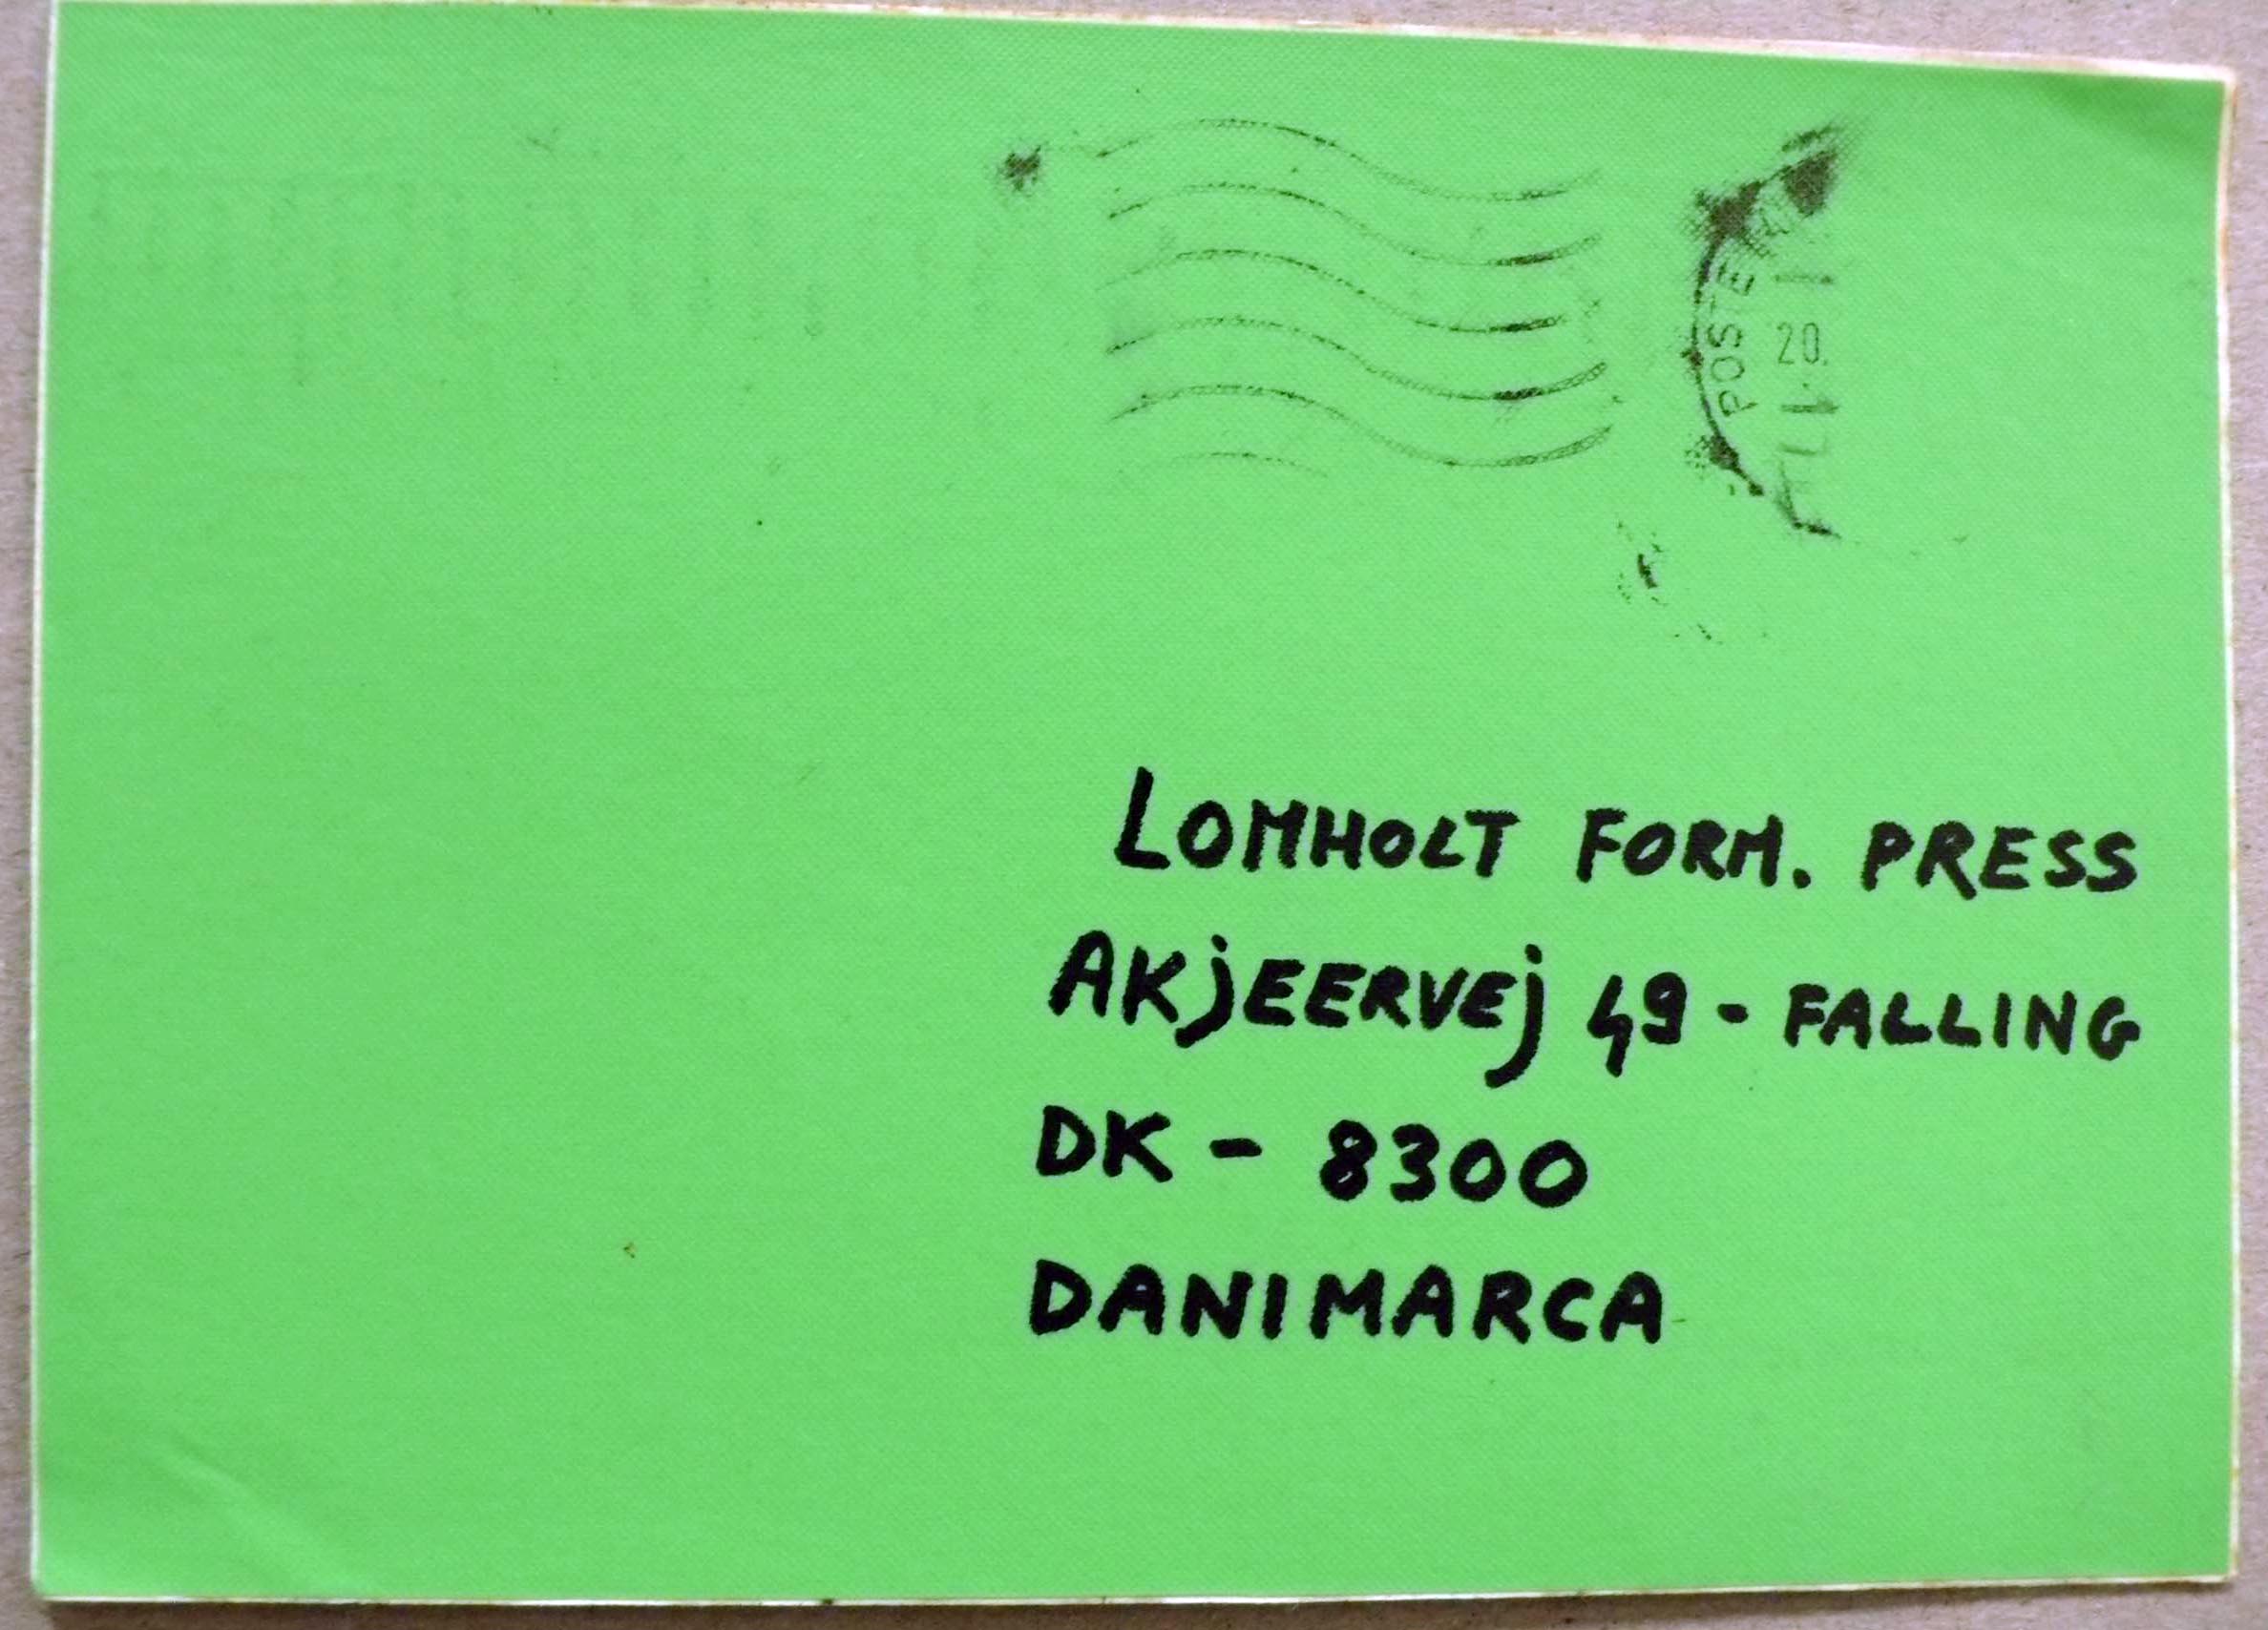 POSTE
20.
LOMHOLT FORM. PRESS
AKjEERVEj 49 - FALLING
DK - 8300
DANIMARCA